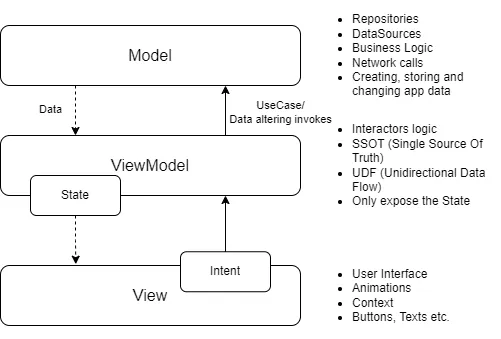 Model
Repositories
DataSources
Business Logic
Network calls
Creating, storing and
changing app data
Data
UseCase/
Data altering invokes
ViewModel
State
Interactors logic
SSOT (Single Source Of
Truth)
UDF (Unidirectional Data
Flow)
Only expose the State
Intent
View
User Interface
Animations
Context
Buttons, Texts etc.